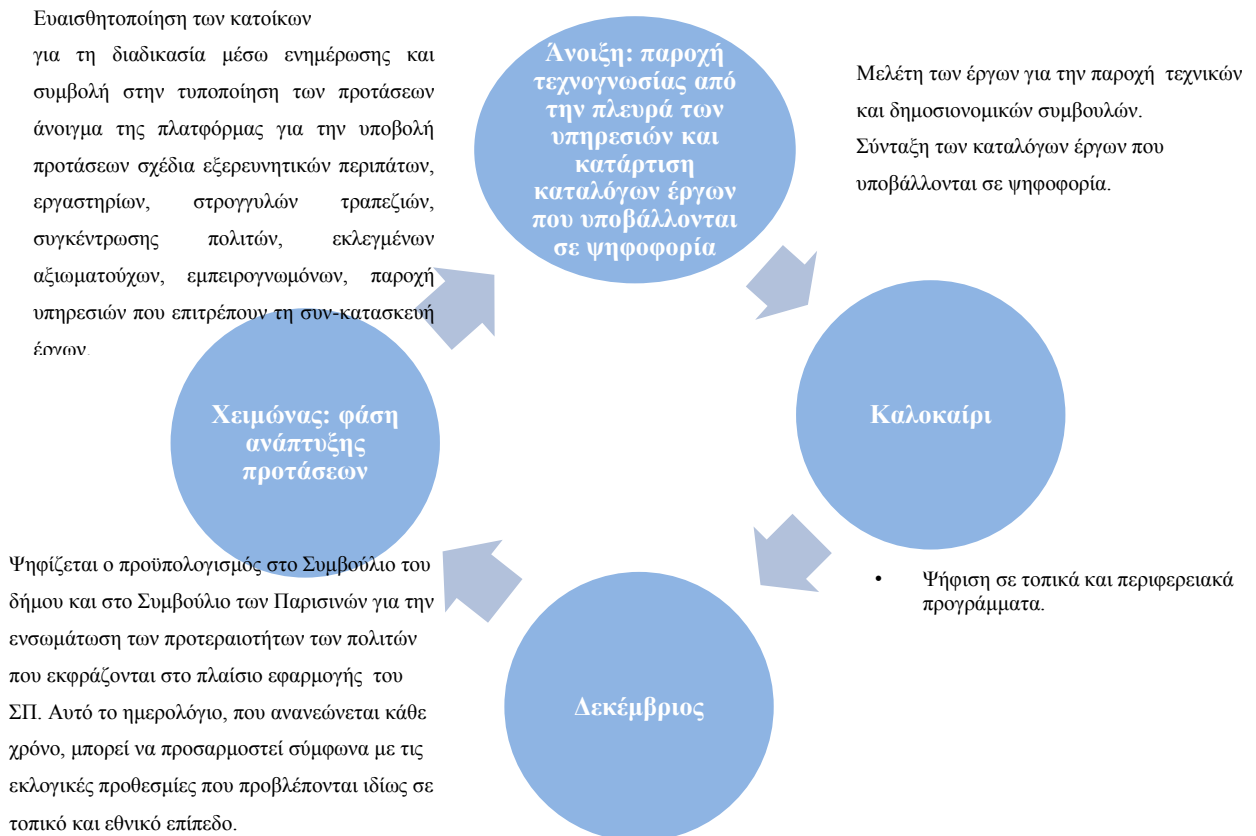 Ευαισθητοποίηση των κατοίκων
για τη διαδικασία μέσω ενημέρωσης και
συμβολή στην τυποποίηση των προτάσεων
άνοιγμα της πλατφόρμας για την υποβολή
προτάσεων σχέδια εξερευνητικών περιπάτων,
εργαστηρίων, στρογγυλών τραπεζιών,
συγκέντρωσης πολιτών, εκλεγμένων
αξιωματούχων, εμπειρογνωμόνων, παροχή
υπηρεσιών που επιτρέπουν τη συν-κατασκευή
έργων.
Άνοιξη: παροχή
τεχνογνωσίας από
την πλευρά των
υπηρεσιών και
κατάρτιση
καταλόγων έργων
που υποβάλλονται
σε ψηφοφορία
Μελέτη των έργων για την παροχή τεχνικών
και δημοσιονομικών συμβουλών.
Σύνταξη των καταλόγων έργων που
υποβάλλονται σε ψηφοφορία.
Καλοκαίρι
• Ψήφιση σε τοπικά και περιφερειακά
προγράμματα.
Δεκέμβριος
Ψηφίζεται ο προϋπολογισμός στο Συμβούλιο του
δήμου και στο Συμβούλιο των Παρισινών για την
ενσωμάτωση των προτεραιοτήτων των πολιτών
που εκφράζονται στο πλαίσιο εφαρμογής του
ΣΠ. Αυτό το ημερολόγιο, που ανανεώνεται κάθε
χρόνο, μπορεί να προσαρμοστεί σύμφωνα με τις
εκλογικές προθεσμίες που προβλέπονται ιδίως σε
τοπικό και εθνικό επίπεδο.
Χειμώνας: φάση
ανάπτυξης
προτάσεων